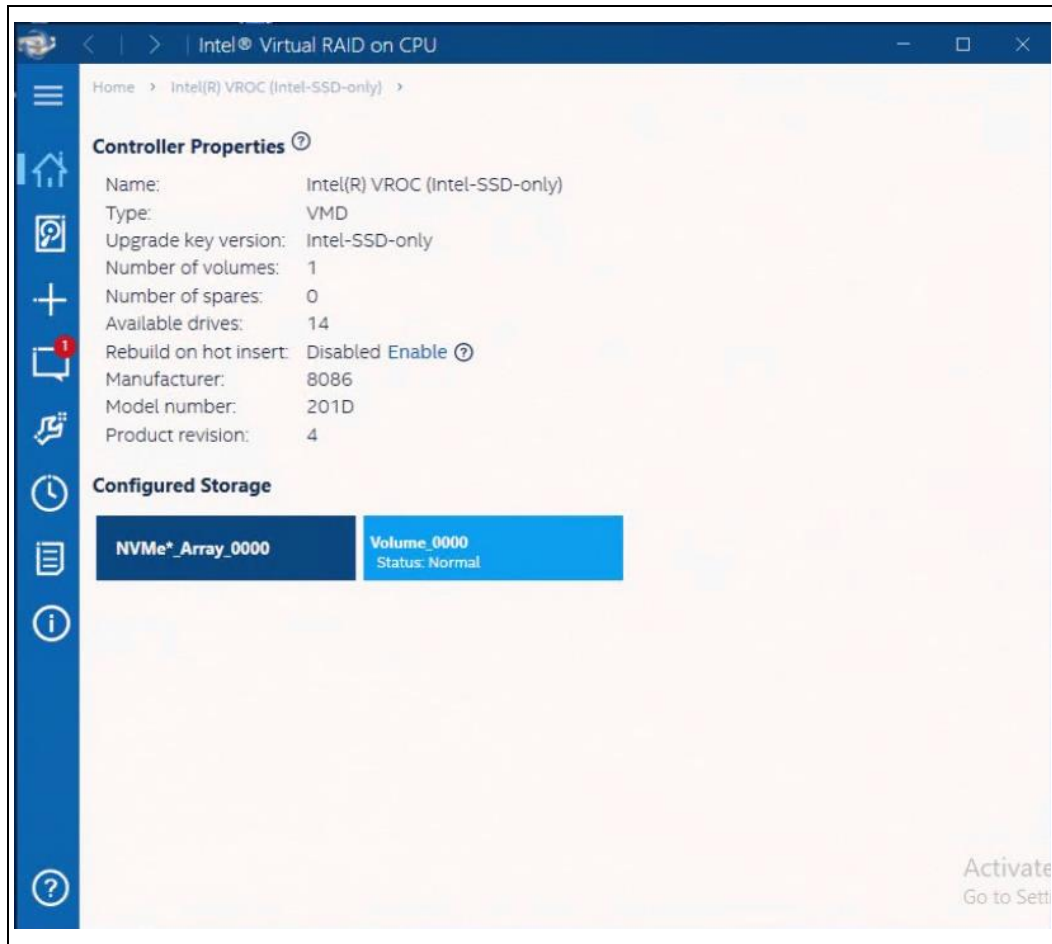 Intel® Virtual RAID on CPU
Home > Intel(R) VROC (Intel-SSD-only) >
Controller Properties ?
Name: Intel(R) VROC (Intel-SSD-only)
Type: VMD
Upgrade key version: Intel-SSD-only
Number of volumes: 1
Number of spares: 0
Available drives: 14
Rebuild on hot insert: Disabled Enable ?
Manufacturer: 8086
Model number: 201D
Product revision: 4
1
Configured Storage
NVMe*_Array_0000
Volume_0000
Status: Normal
Activate
Go to Sett